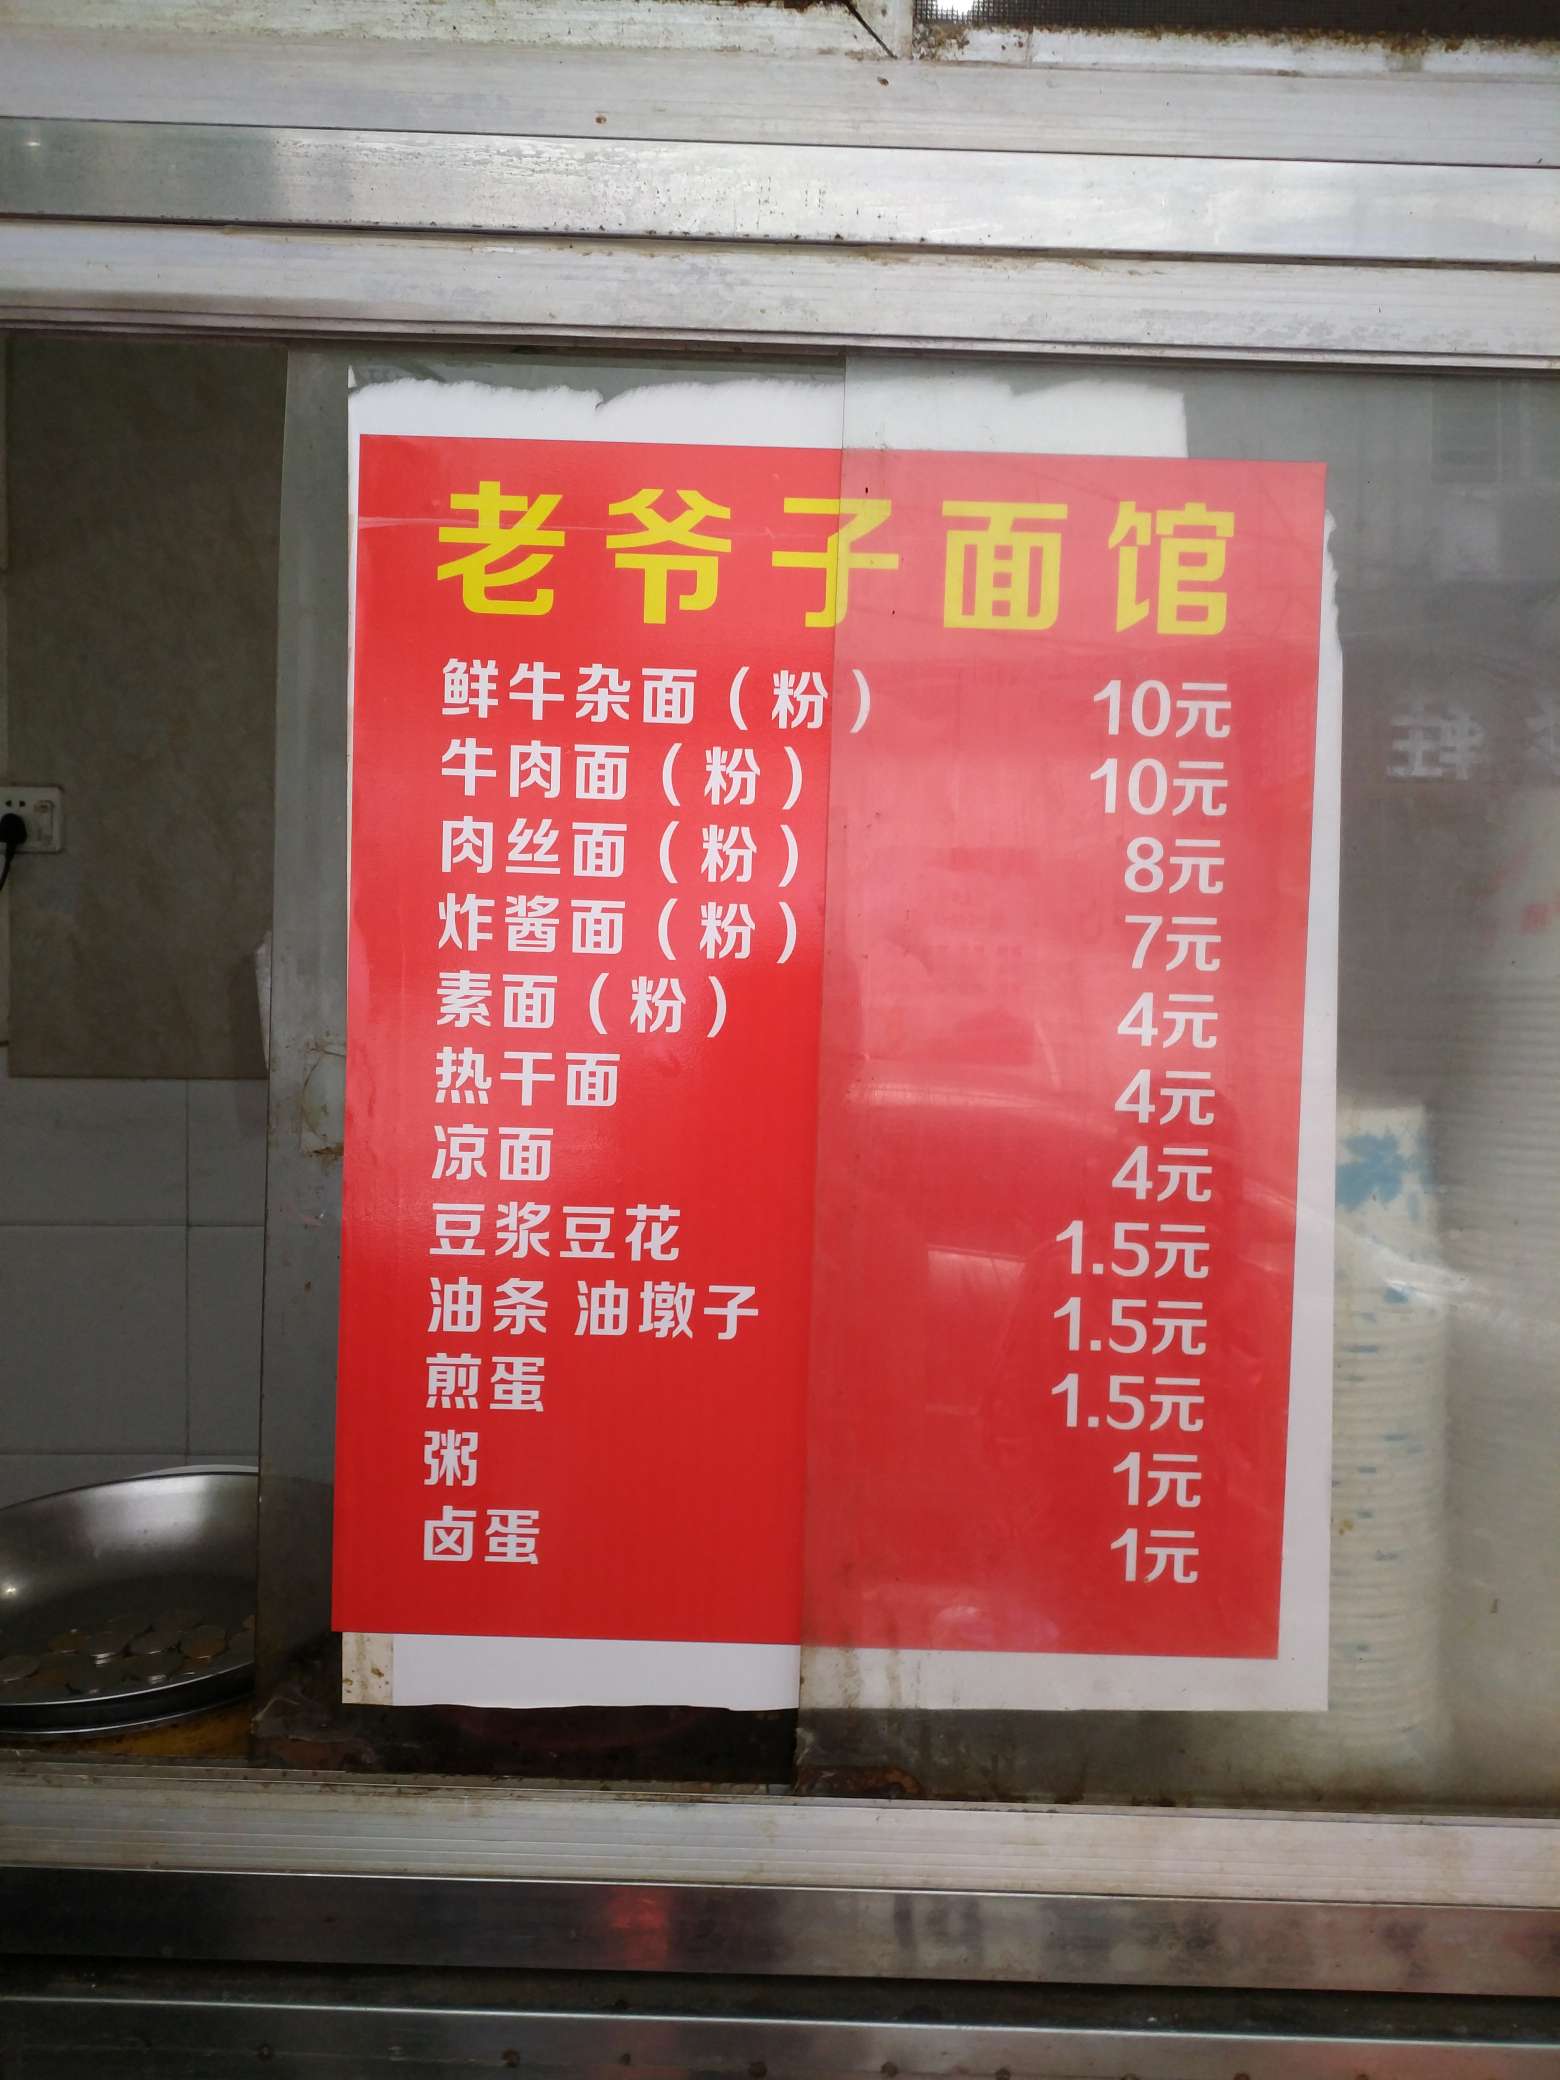 老爷子面馆
鲜牛杂面（粉） 10元
牛肉面（粉） 10元
肉丝面（粉） 8元
炸酱面（粉） 7元
素面（粉） 4元
热干面 4元
凉面 4元
豆浆豆花 1.5元
油条 油墩子 1.5元
煎蛋 1.5元
粥 1元
卤蛋 1元